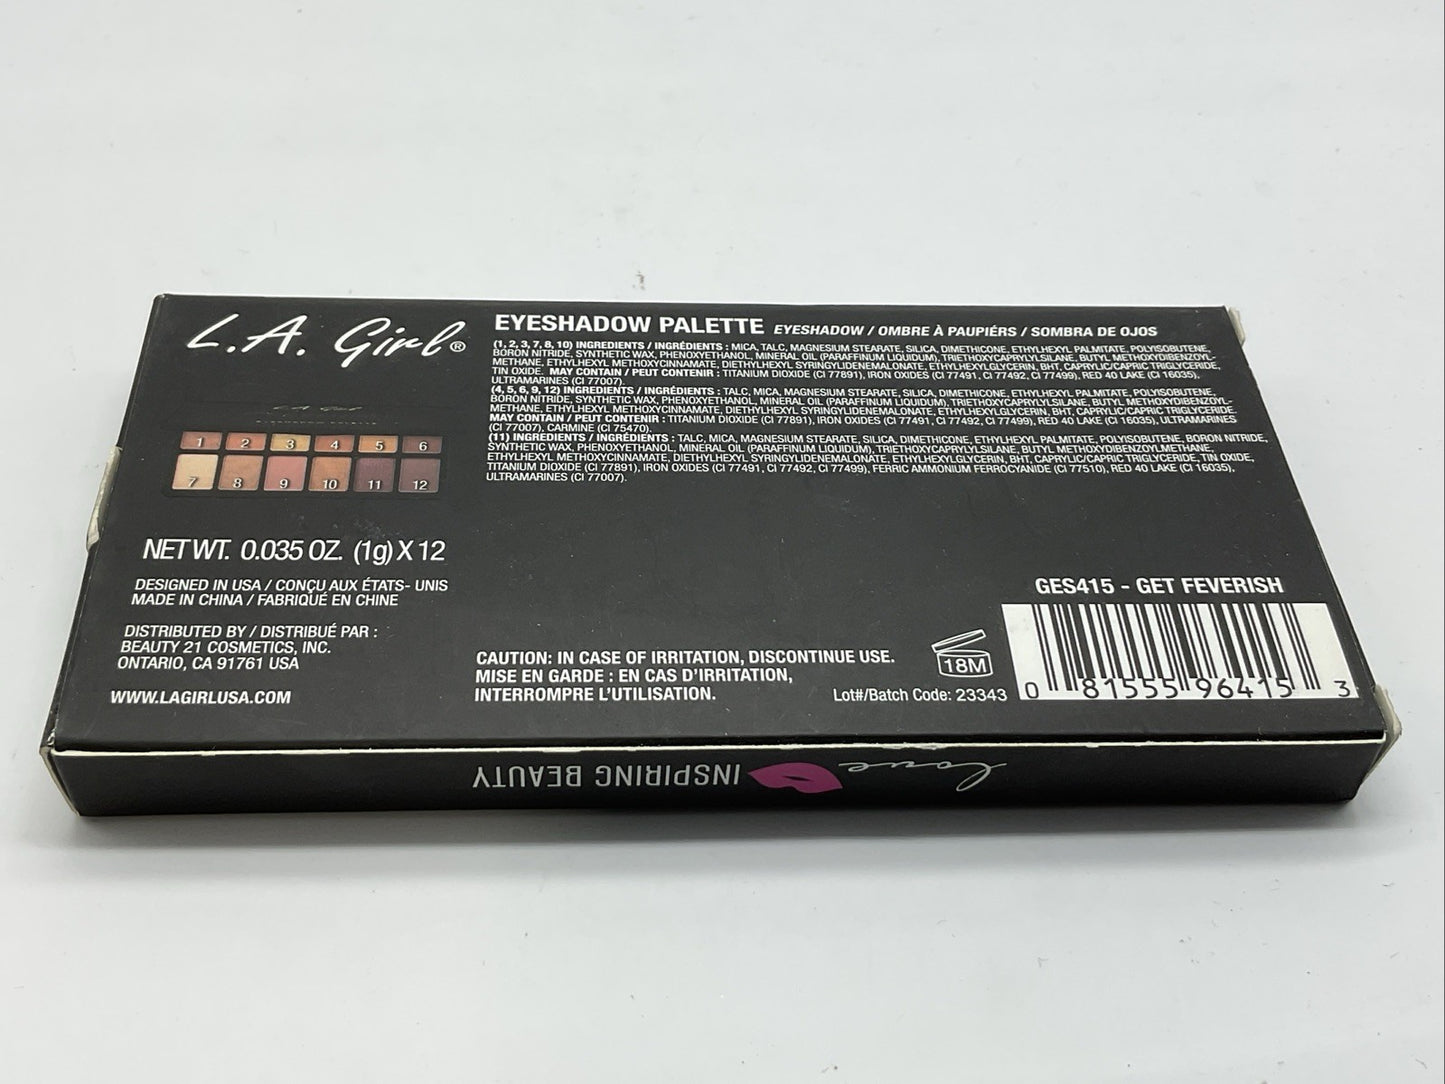 L.A. Girl®
EYESHADOW PALETTE EYESHADOW / OMBRE À PAUPIÉRS / SOMBRA DE OJOS
(1, 2, 3, 7, 8, 10) INGREDIENTS / INGRÉDIENTS : MICA, TALC, MAGNESIUM STEARATE, SILICA, DIMETHICONE, ETHYLHEXYL PALMITATE, POLYISOBUTENE,
BORON NITRIDE, SYNTHETIC WAX, PHENOXYETHANOL, MINERAL OIL (PARAFFINUM LIQUIDUM), TRIETHOXYCAPRYLYLSILANE, BUTYL METHOXYDIBENZOYL-
METHANE, ETHYLHEXYL METHOXYCINNAMATE, DIETHYLHEXYL SYRINGYLIDENEMALONATE, ETHYLHEXYLGLYCERIN, BHT, CAPRYLIC/CAPRIC TRIGLYCERIDE,
TIN OXIDE. MAY CONTAIN / PEUT CONTENIR : TITANIUM DIOXIDE (CI 77891), IRON OXIDES (CI 77491, CI 77492, CI 77499), RED 40 LAKE (CI 16035),
ULTRAMARINES (CI 77007).
(4, 5, 6, 9, 12) INGREDIENTS / INGRÉDIENTS : TALC, MICA, MAGNESIUM STEARATE, SILICA, DIMETHICONE, ETHYLHEXYL PALMITATE, POLYISOBUTENE,
BORON NITRIDE, SYNTHETIC WAX, PHENOXYETHANOL, MINERAL OIL (PARAFFINUM LIQUIDUM), TRIETHOXYCAPRYLYLSILANE, BUTYL METHOXYDIBENZOYL-
METHANE, ETHYLHEXYL METHOXYCINNAMATE, DIETHYLHEXYL SYRINGYLIDENEMALONATE, ETHYLHEXYLGLYCERIN, BHT, CAPRYLIC/CAPRIC TRIGLYCERIDE.
MAY CONTAIN / PEUT CONTENIR : TITANIUM DIOXIDE (CI 77891), IRON OXIDES (CI 77491, CI 77492, CI 77499), RED 40 LAKE (CI 16035), ULTRAMARINES
(CI 77007), CARMINE (CI 75470).
(11) INGREDIENTS / INGRÉDIENTS : TALC, MICA, MAGNESIUM STEARATE, SILICA, DIMETHICONE, ETHYLHEXYL PALMITATE, POLYISOBUTENE, BORON NITRIDE,
SYNTHETIC WAX, PHENOXYETHANOL, MINERAL OIL (PARAFFINUM LIQUIDUM), TRIETHOXYCAPRYLYLSILANE, BUTYL METHOXYDIBENZOYLMETHANE,
ETHYLHEXYL METHOXYCINNAMATE, DIETHYLHEXYL SYRINGYLIDENEMALONATE, ETHYLHEXYLGLYCERIN, BHT, CAPRYLIC/CAPRIC TRIGLYCERIDE, TIN OXIDE,
TITANIUM DIOXIDE (CI 77891), IRON OXIDES (CI 77491, CI 77492, CI 77499), FERRIC AMMONIUM FERROCYANIDE (CI 77510), RED 40 LAKE (CI 16035),
ULTRAMARINES (CI 77007).
L.A. Girl
1 2 3 4 5 6
7 8 9 10 11 12
NET WT. 0.035 OZ. (1g) X 12
DESIGNED IN USA / CONÇU AUX ÉTATS- UNIS
MADE IN CHINA / FABRIQUÉ EN CHINE
DISTRIBUTED BY / DISTRIBUÉ PAR :
BEAUTY 21 COSMETICS, INC.
ONTARIO, CA 91761 USA
WWW.LAGIRLUSA.COM
CAUTION: IN CASE OF IRRITATION, DISCONTINUE USE.
MISE EN GARDE : EN CAS D'IRRITATION,
INTERROMPRE L'UTILISATION.
18M
Lot#/Batch Code: 23343
GES415 - GET FEVERISH
0 81555 96415 3
love INSPIRING BEAUTY